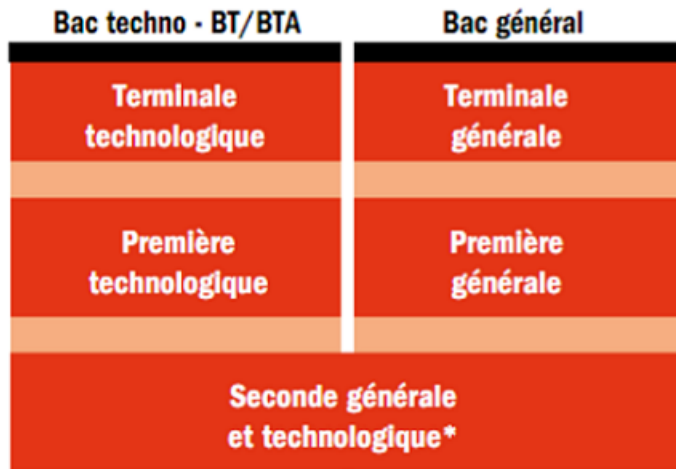 Bac techno - BT/BTA
Bac général
Terminale
technologique
Terminale
générale
Première
technologique
Première
générale
Seconde générale
et technologique*